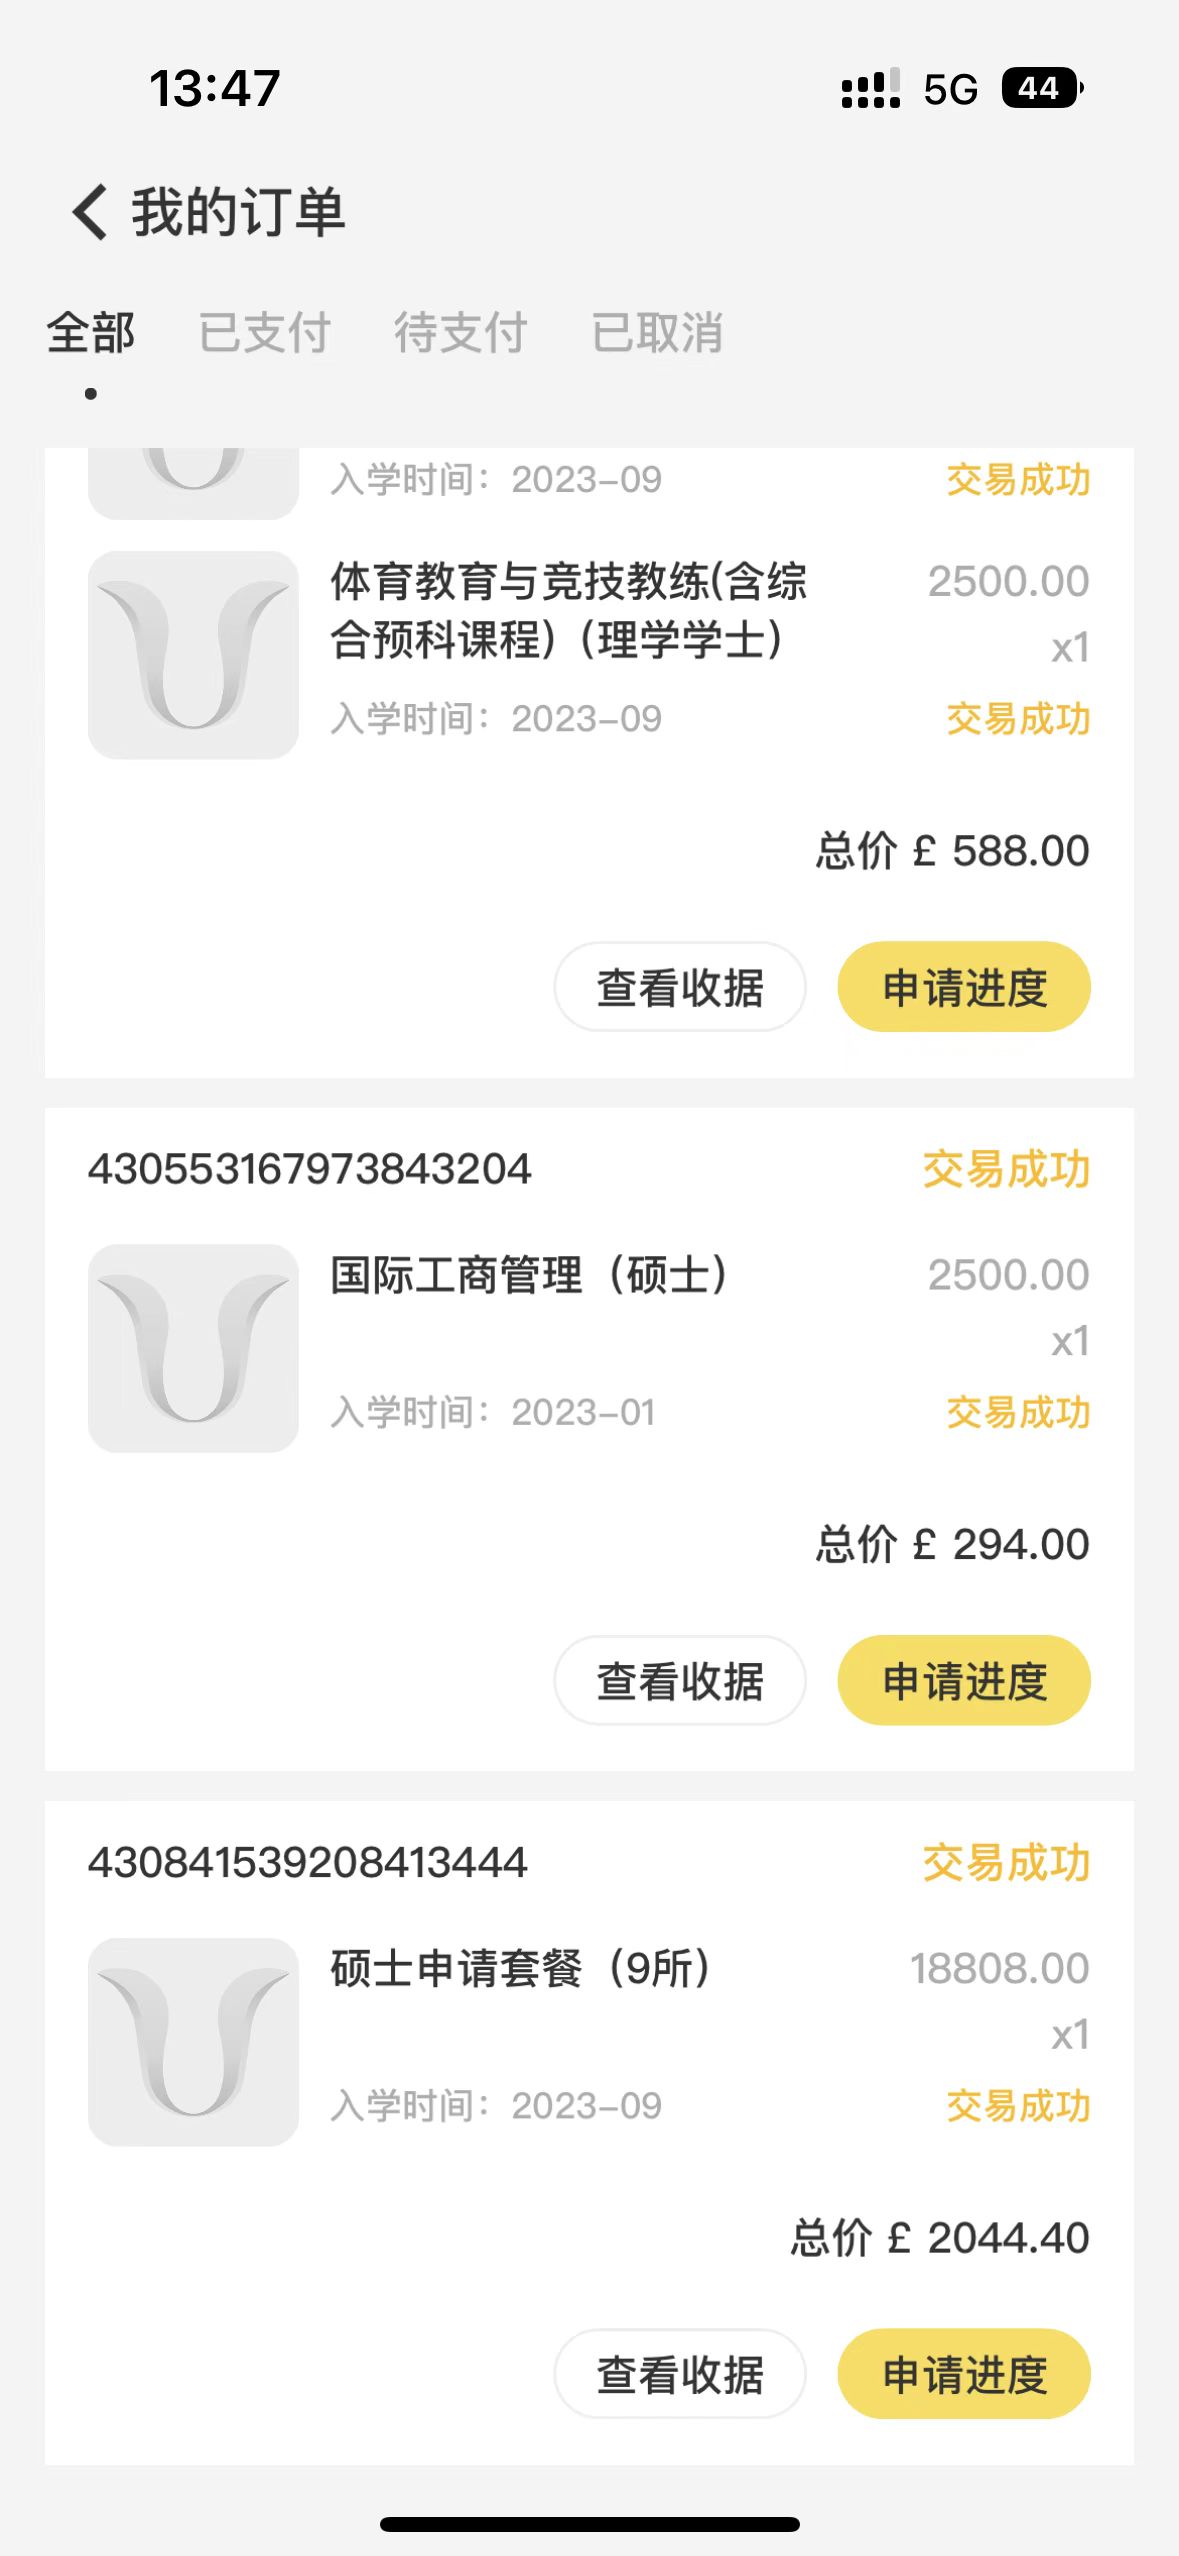 13:47
5G
44
我的订单
全部 已支付 待支付 已取消
入学时间：2023-09 交易成功
体育教育与竞技教练(含综 2500.00
合预科课程)（理学学士） x1
入学时间：2023-09 交易成功
总价 £ 588.00
查看收据 申请进度
430553167973843204 交易成功
国际工商管理（硕士） 2500.00
x1
入学时间：2023-01 交易成功
总价 £ 294.00
查看收据 申请进度
430841539208413444 交易成功
硕士申请套餐（9所） 18808.00
x1
入学时间：2023-09 交易成功
总价 £ 2044.40
查看收据 申请进度